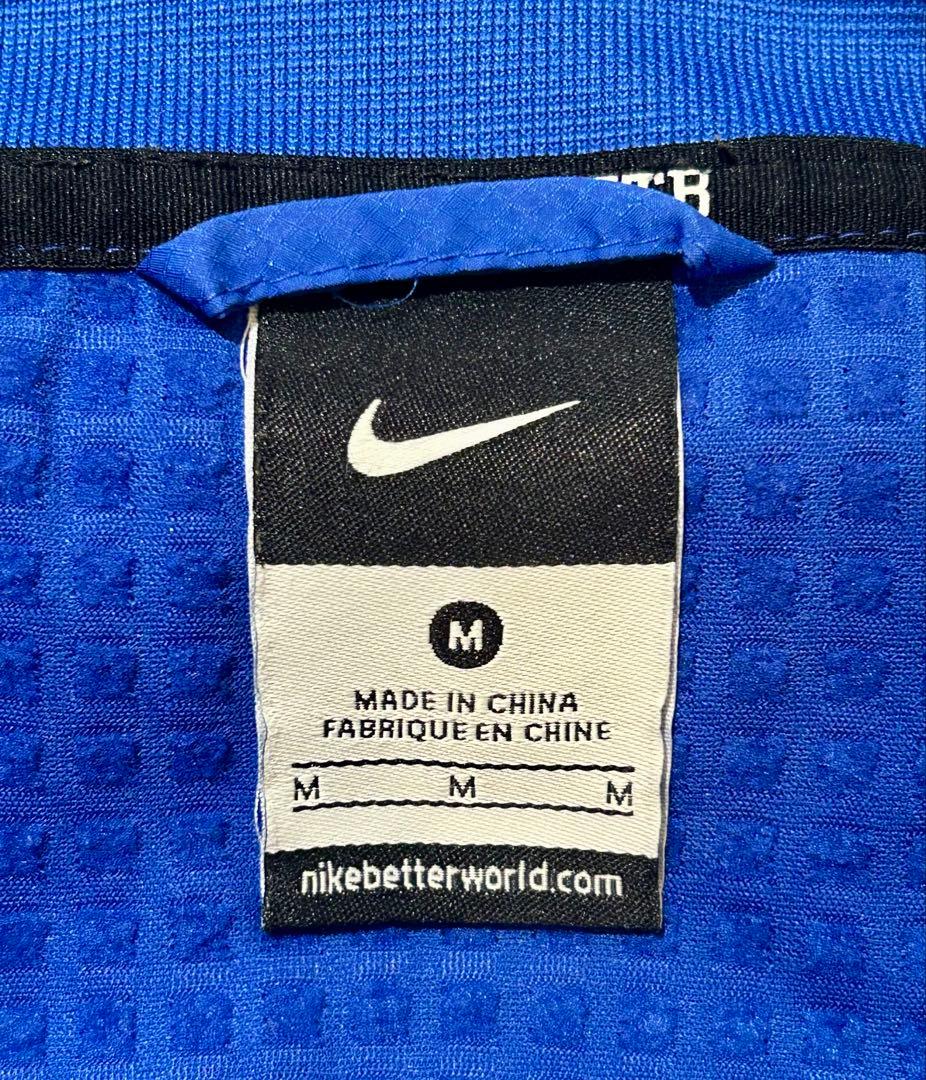 M
MADE IN CHINA
FABRIQUE EN CHINE
M M M
nikebetterworld.com